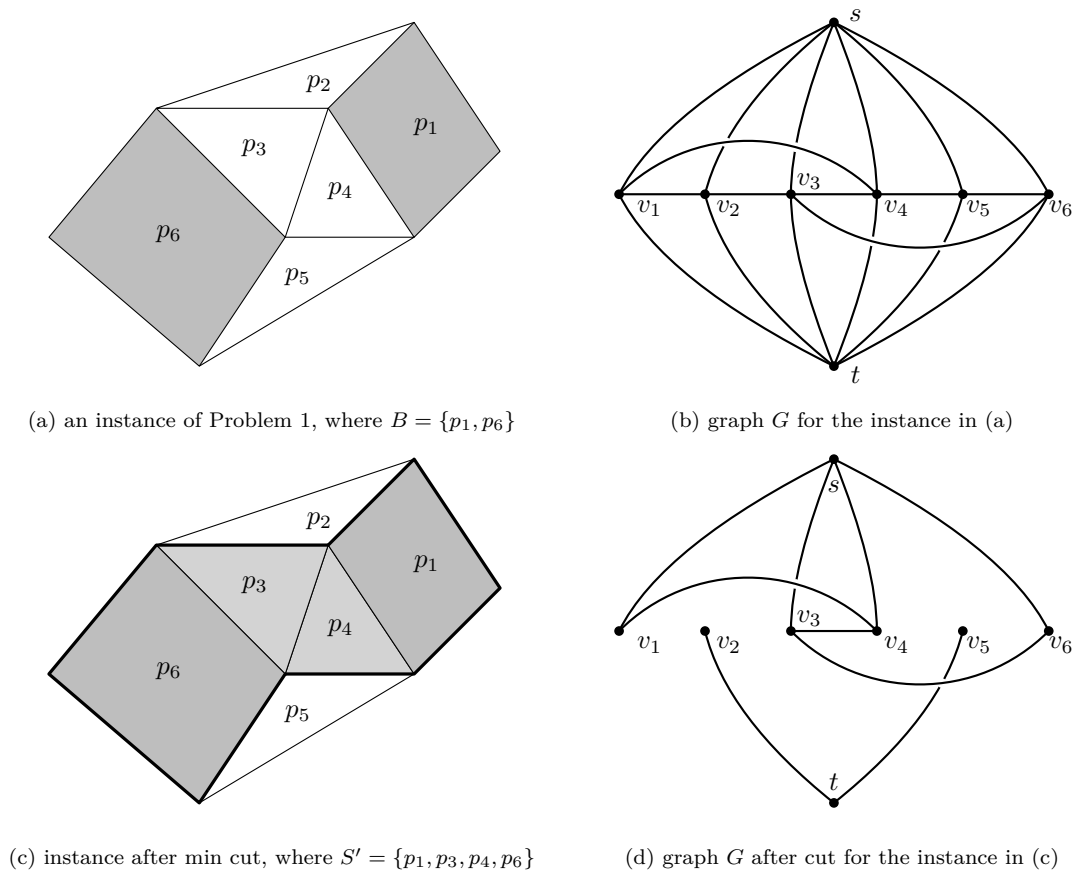 p₂
p₁
p₃
p₄
p₆
p₅
(a) an instance of Problem 1, where B = {p₁, p₆}
s
v₃
v₁ v₂ v₄ v₅ v₆
t
(b) graph G for the instance in (a)
p₂
p₁
p₃
p₄
p₆
p₅
(c) instance after min cut, where S′ = {p₁, p₃, p₄, p₆}
s
v₃
v₁ v₂ v₄ v₅ v₆
t
(d) graph G after cut for the instance in (c)